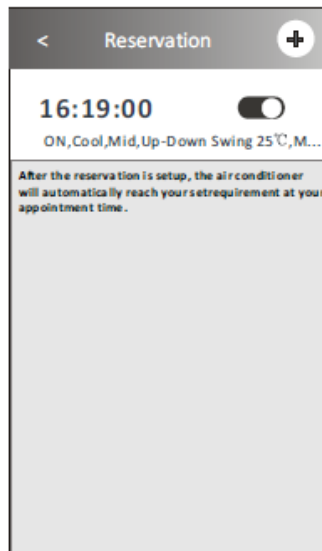 < Reservation +
16:19:00
ON,Cool,Mid,Up-Down Swing 25℃,M...
After the reservation is setup, the air conditioner
will automatically reach your setrequirement at your
appointment time.